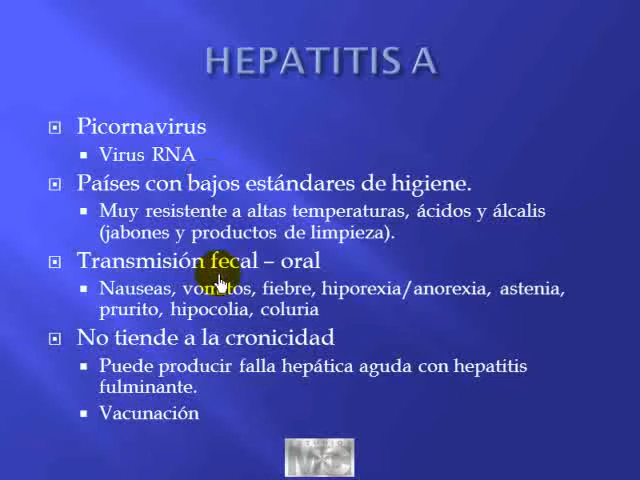 HEPATITIS A
Picornavirus
Virus RNA
Países con bajos estándares de higiene.
Muy resistente a altas temperaturas, ácidos y álcalis
(jabones y productos de limpieza).
Transmisión fecal – oral
Nauseas, vomitos, fiebre, hiporexia/anorexia, astenia,
prurito, hipocolia, coluria
No tiende a la cronicidad
Puede producir falla hepática aguda con hepatitis
fulminante.
Vacunación